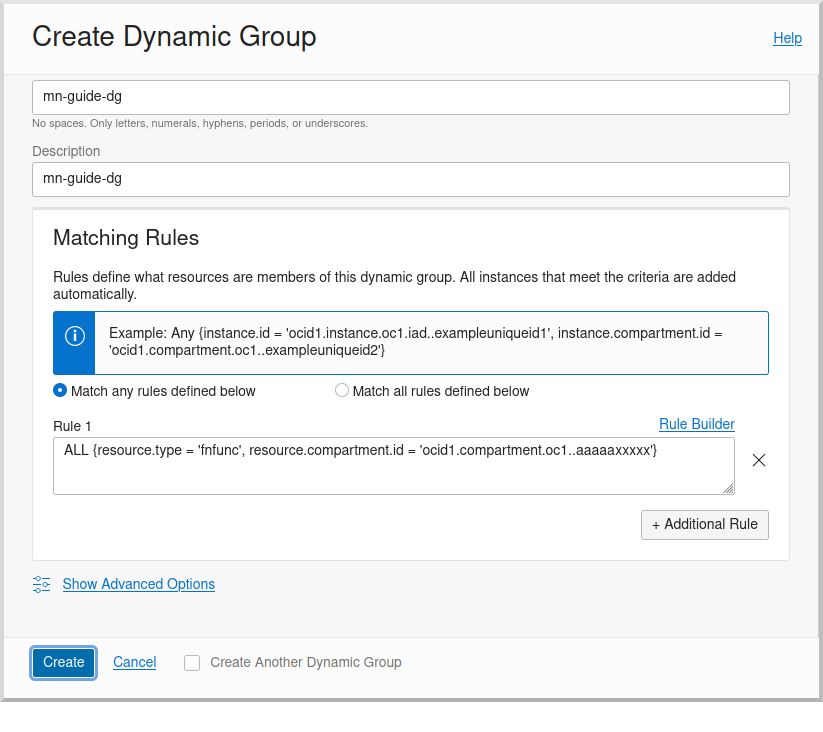 Create Dynamic Group
Help
mn-guide-dg
No spaces. Only letters, numerals, hyphens, periods, or underscores.
Description
mn-guide-dg
Matching Rules
Rules define what resources are members of this dynamic group. All instances that meet the criteria are added
automatically.
Example: Any {instance.id = 'ocid1.instance.oc1.iad..exampleuniqueid1', instance.compartment.id =
'ocid1.compartment.oc1..exampleuniqueid2'}
Match any rules defined below
Match all rules defined below
Rule 1
Rule Builder
ALL {resource.type = 'fnfunc', resource.compartment.id = 'ocid1.compartment.oc1..aaaaaxxxxx'}
+ Additional Rule
Show Advanced Options
Create
Cancel
Create Another Dynamic Group